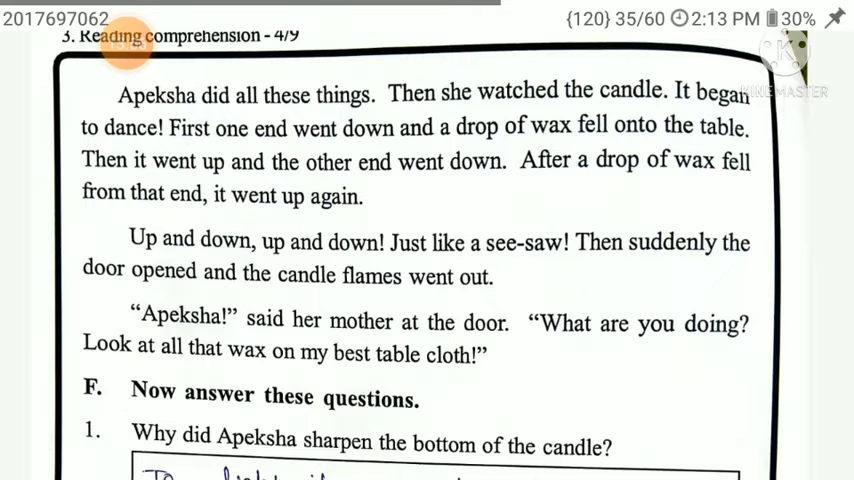 2017697062 {120} 35/60 2:13 PM 30%
3. Reading comprehension - 4/9
K
KINEMASTER
Apeksha did all these things. Then she watched the candle. It began
to dance! First one end went down and a drop of wax fell onto the table.
Then it went up and the other end went down. After a drop of wax fell
from that end, it went up again.
Up and down, up and down! Just like a see-saw! Then suddenly the
door opened and the candle flames went out.
“Apeksha!” said her mother at the door. “What are you doing?
Look at all that wax on my best table cloth!”
F. Now answer these questions.
1. Why did Apeksha sharpen the bottom of the candle?
To light it